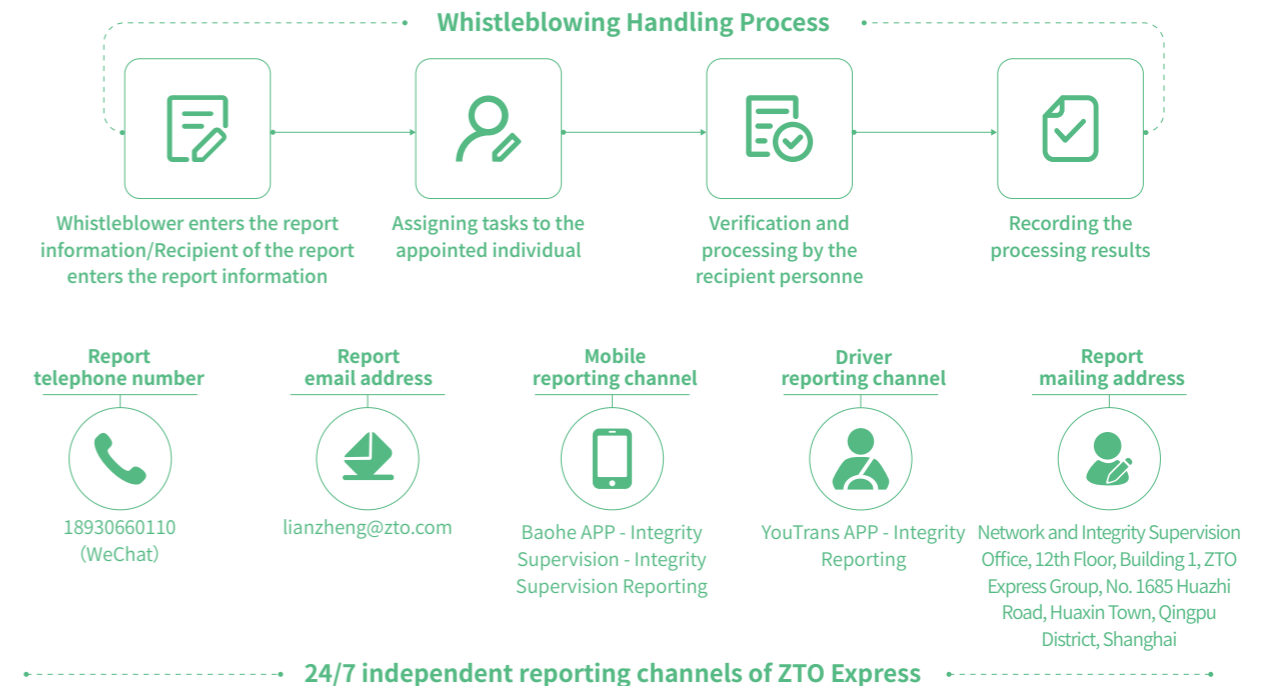 Whistleblowing Handling Process
Whistleblower enters the report
information/Recipient of the report
enters the report information
Assigning tasks to the
appointed individual
Verification and
processing by the
recipient personne
Recording the
processing results
Report
telephone number
18930660110
(WeChat)
Report
email address
lianzheng@zto.com
Mobile
reporting channel
Baohe APP - Integrity
Supervision - Integrity
Supervision Reporting
Driver
reporting channel
YouTrans APP - Integrity
Reporting
Report
mailing address
Network and Integrity Supervision
Office, 12th Floor, Building 1, ZTO
Express Group, No. 1685 Huazhi
Road, Huaxin Town, Qingpu
District, Shanghai
24/7 independent reporting channels of ZTO Express